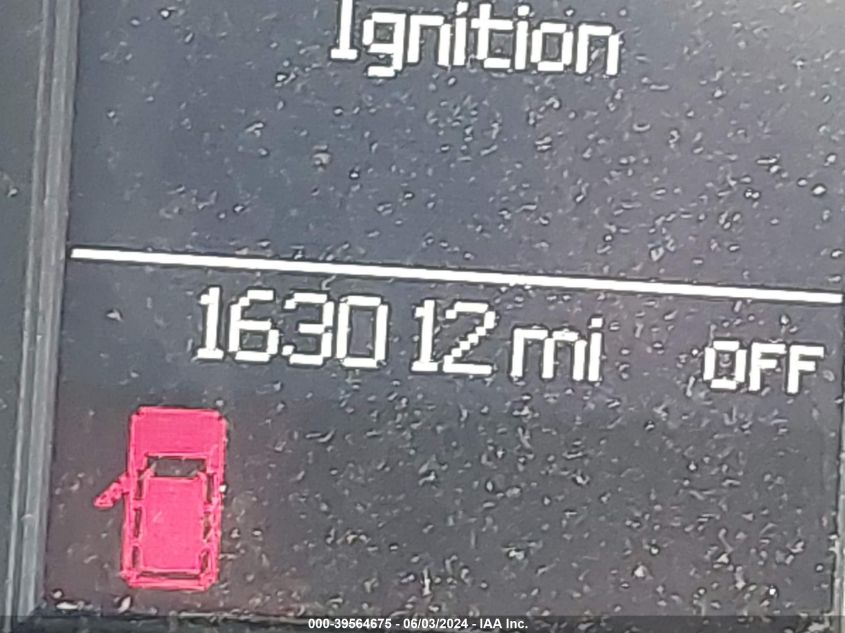 Ignition
163012 mi OFF
000-39564675 - 06/03/2024 - IAA Inc.